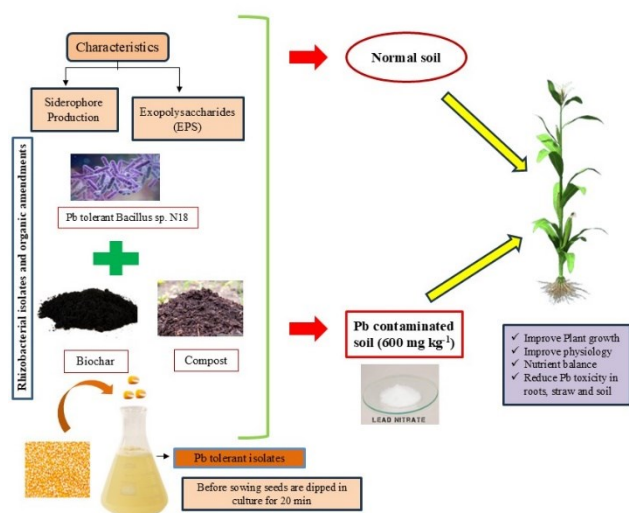 Characteristics
Siderophore
Production
Exopolysaccharides
(EPS)
Rhizobacterial isolates and organic amendments
Pb tolerant Bacillus sp. N18
Biochar
Compost
Pb tolerant isolates
Before sowing seeds are dipped in
culture for 20 min
Normal soil
Pb contaminated
soil (600 mg kg⁻¹)
LEAD NITRATE
✓ Improve Plant growth
✓ Improve physiology
✓ Nutrient balance
✓ Reduce Pb toxicity in
roots, straw and soil